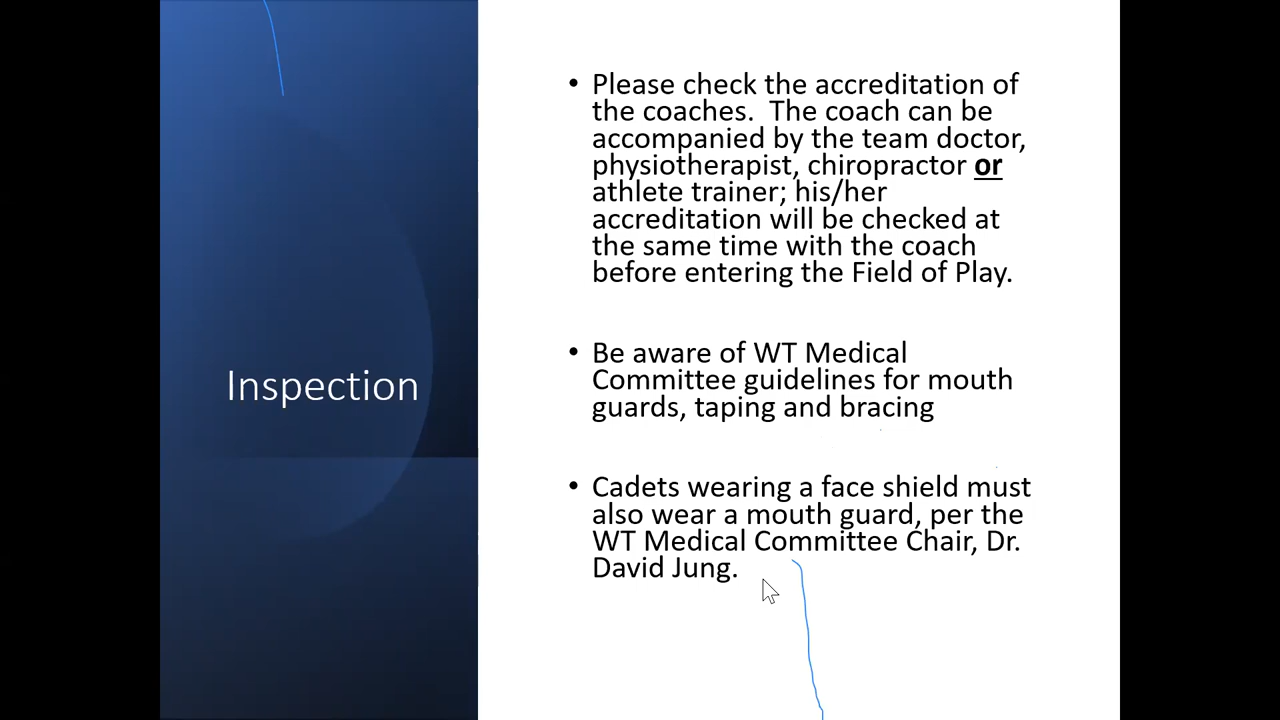 Inspection
• Please check the accreditation of
the coaches.  The coach can be
accompanied by the team doctor,
physiotherapist, chiropractor or
athlete trainer; his/her
accreditation will be checked at
the same time with the coach
before entering the Field of Play.
• Be aware of WT Medical
Committee guidelines for mouth
guards, taping and bracing
• Cadets wearing a face shield must
also wear a mouth guard, per the
WT Medical Committee Chair, Dr.
David Jung.